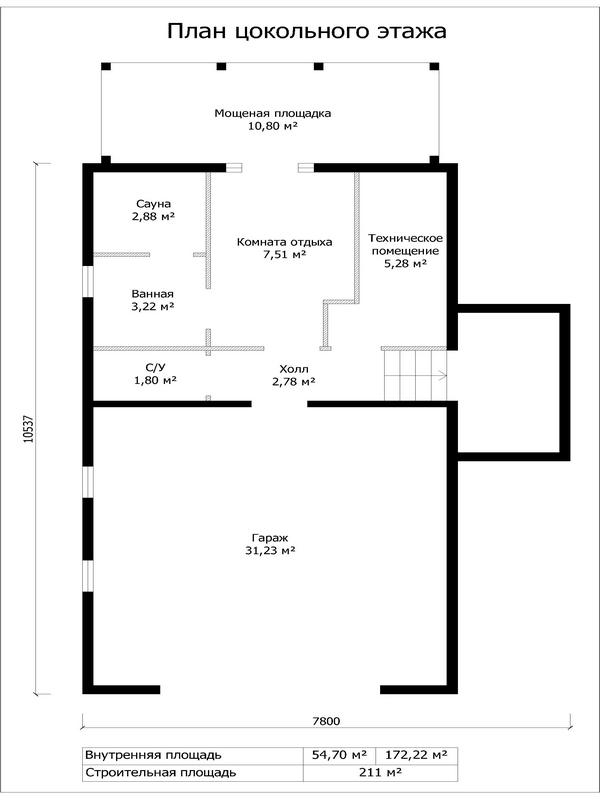 План цокольного этажа
Мощеная площадка
10,80 м²
Сауна
2,88 м²
Комната отдыха
7,51 м²
Техническое
помещение
5,28 м²
Ванная
3,22 м²
С/У
1,80 м²
Холл
2,78 м²
10537
Гараж
31,23 м²
7800
Внутренняя площадь 54,70 м² 172,22 м²
Строительная площадь 211 м²